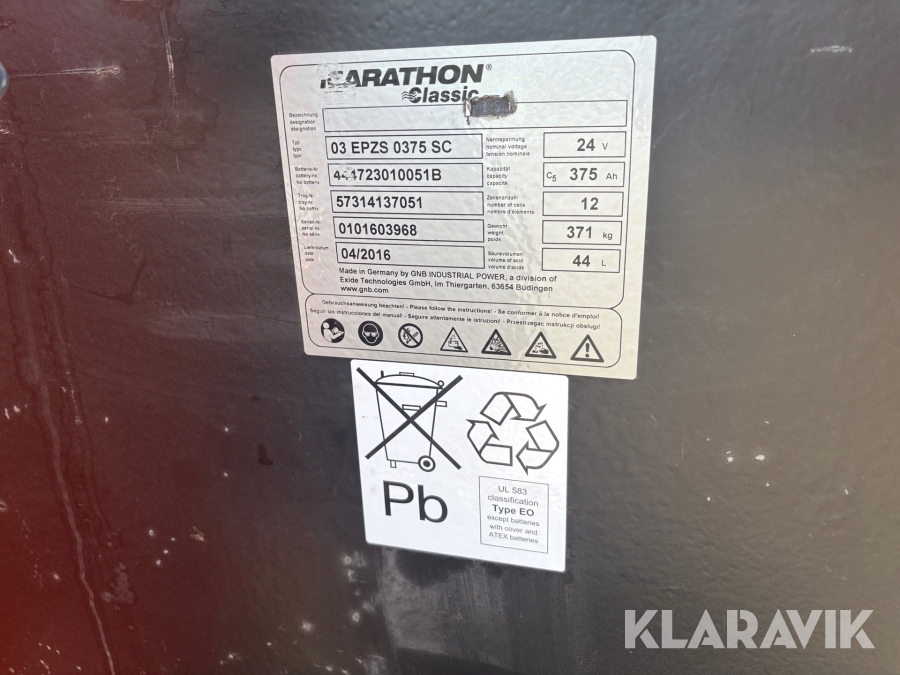 MARATHON®
Classic
Bezeichnung
designation
désignation
Typ
type
type
03 EPZS 0375 SC
Nennspannung
nominal voltage
tension nominale
24 V
Batterie-Nr
battery-no
No batterie
441723010051B
Kapazität
capacity
capacité
C5 375 Ah
Trog-Nr
tray-no
No coffre
57314137051
Zellenanzahl
number of cells
nombre d'éléments
12
Serien-Nr
serial no
No série
0101603968
Gewicht
weight
poids
371 kg
Lieferdatum
date
date
04/2016
Säurevolumen
volume of acid
volume d'acide
44 L
Made in Germany by GNB INDUSTRIAL POWER, a division of
Exide Technologies GmbH, Im Thiergarten, 63654 Büdingen
www.gnb.com
Gebrauchsanweisung beachten! - Please follow the instructions! - Se conformer à la notice d'emploi!
Seguir las instrucciones del manual! - Seguire attentamente le istruzioni! - Przestrzegac instrukcji obslugi!
Pb
UL 583
classification
Type EO
except batteries
with cover and
ATEX batteries
KLARAVIK